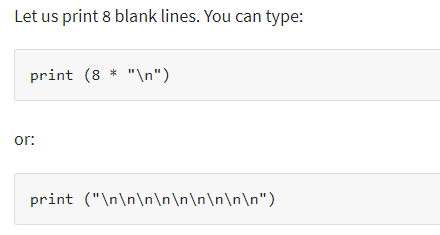 Let us print 8 blank lines. You can type:
print (8 * "\n")
or:
print ("\n\n\n\n\n\n\n\n\n")